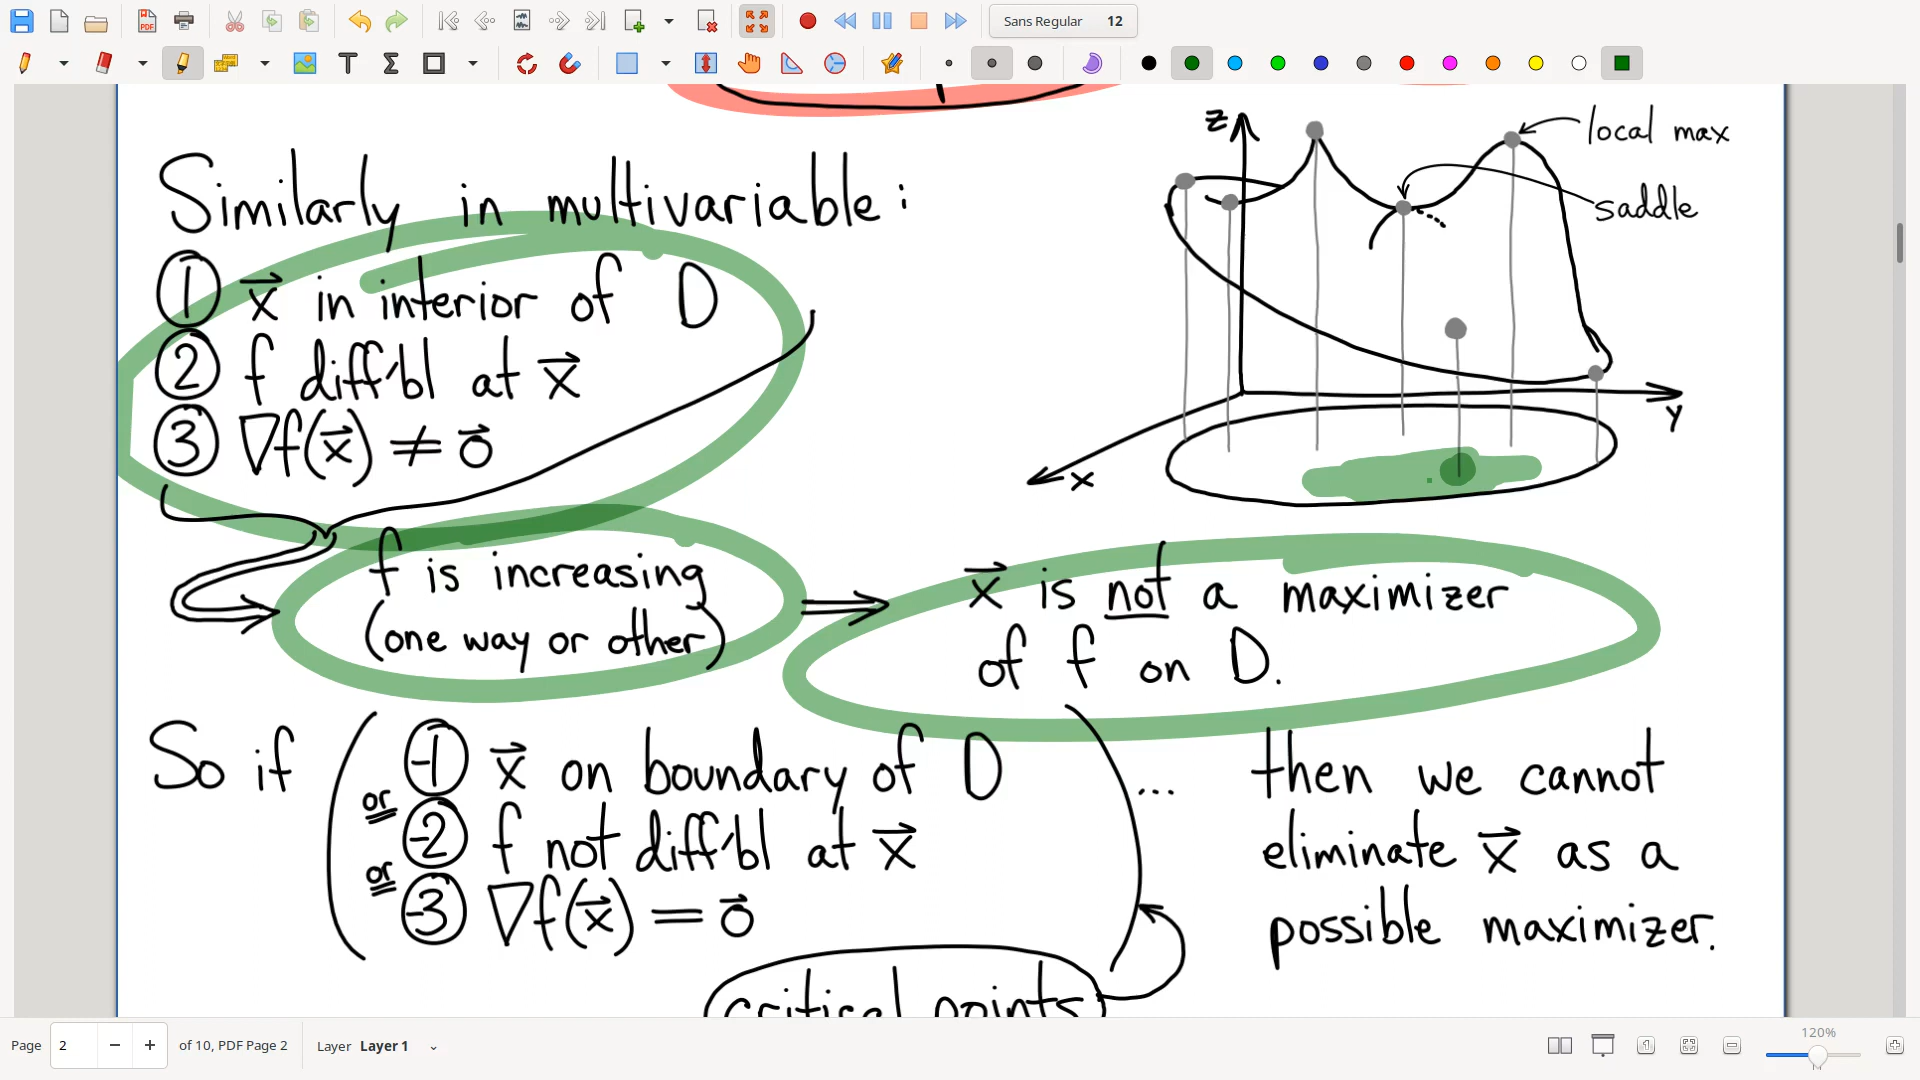 Sans Regular 12
z
local max
saddle
y
x
Similarly in multivariable:
① x⃗ in interior of D
② f diff'bl at x⃗
③ ∇f(x⃗) ≠ 0⃗
f is increasing
(one way or other)
⇒
x⃗ is not a maximizer
of f on D.
So if
(-1) x⃗ on boundary of D
or
(-2) f not diff'bl at x⃗
or
(-3) ∇f(x⃗) = 0⃗
... then we cannot
eliminate x⃗ as a
possible maximizer.
critical points
Page 2 of 10, PDF Page 2 Layer Layer 1
120%